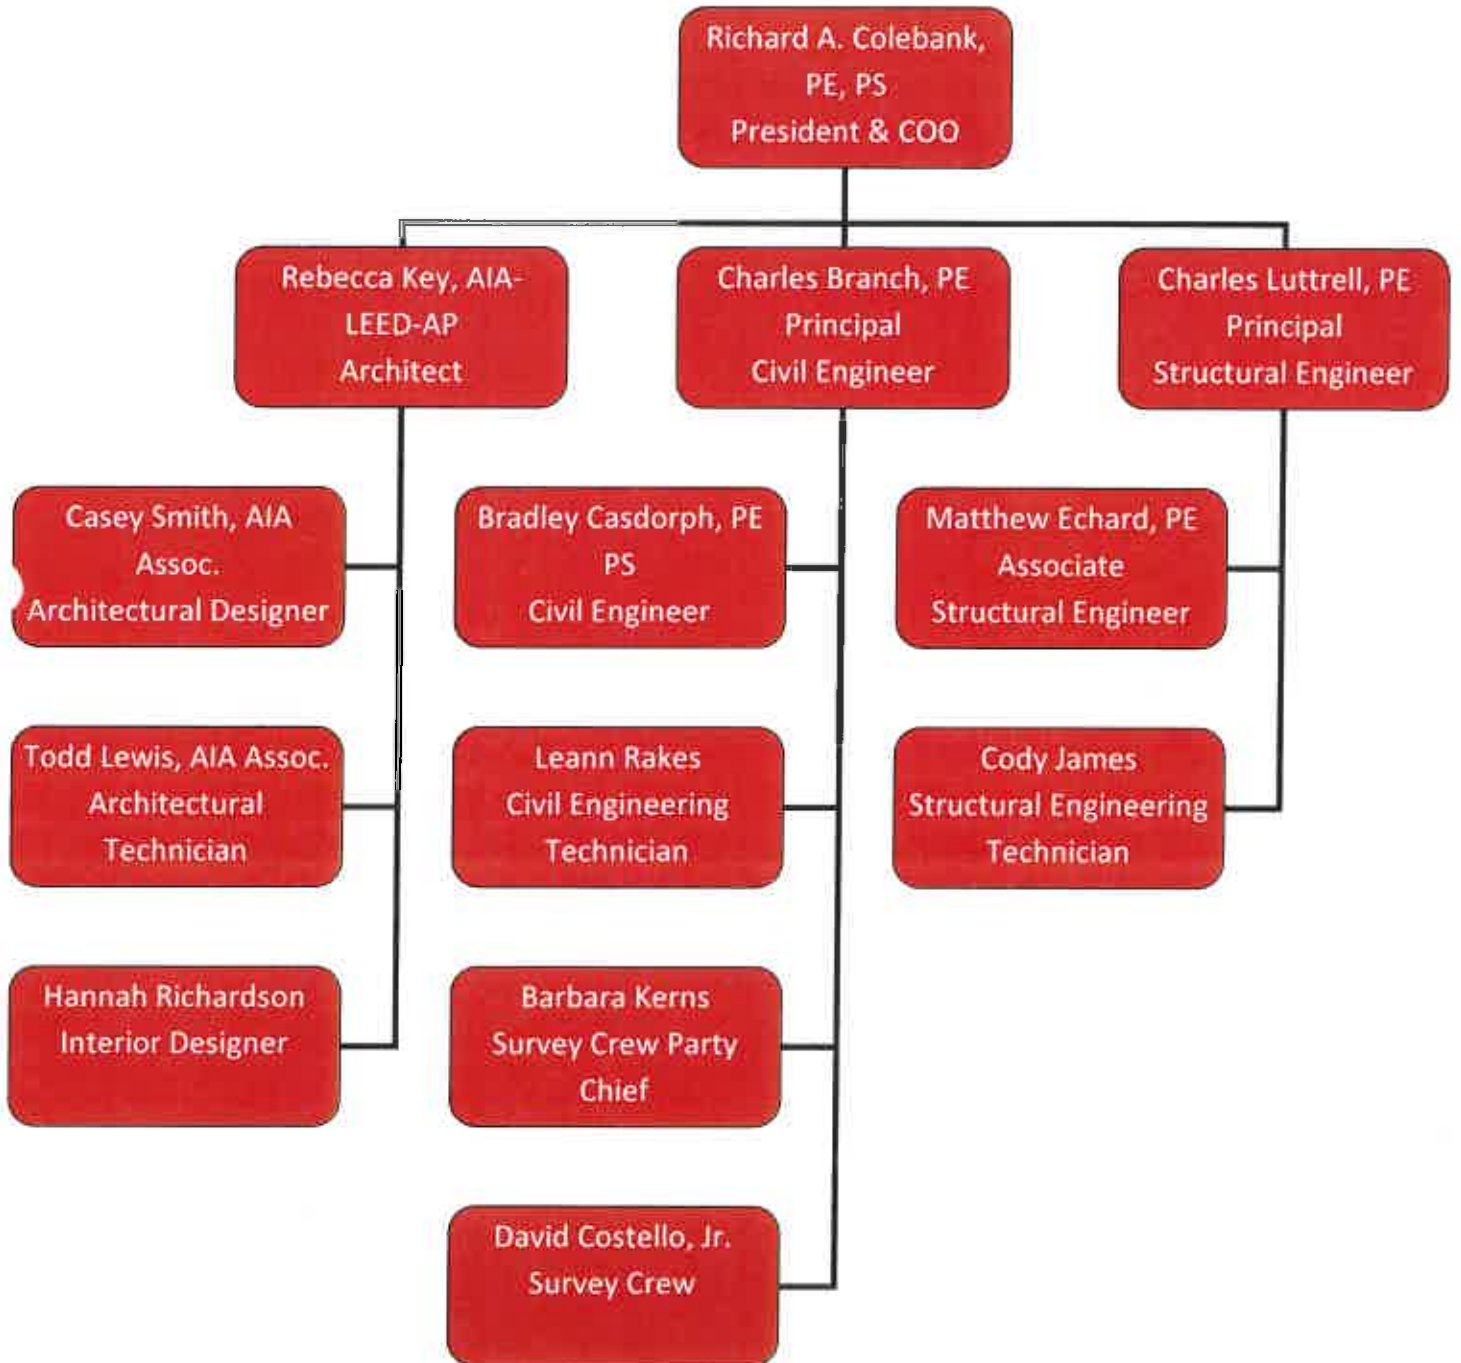 Richard A. Colebank,
PE, PS
President & COO
Rebecca Key, AIA-
LEED-AP
Architect
Charles Branch, PE
Principal
Civil Engineer
Charles Luttrell, PE
Principal
Structural Engineer
Casey Smith, AIA
Assoc.
Architectural Designer
Bradley Casdorph, PE
PS
Civil Engineer
Matthew Echard, PE
Associate
Structural Engineer
Todd Lewis, AIA Assoc.
Architectural
Technician
Leann Rakes
Civil Engineering
Technician
Cody James
Structural Engineering
Technician
Hannah Richardson
Interior Designer
Barbara Kerns
Survey Crew Party
Chief
David Costello, Jr.
Survey Crew